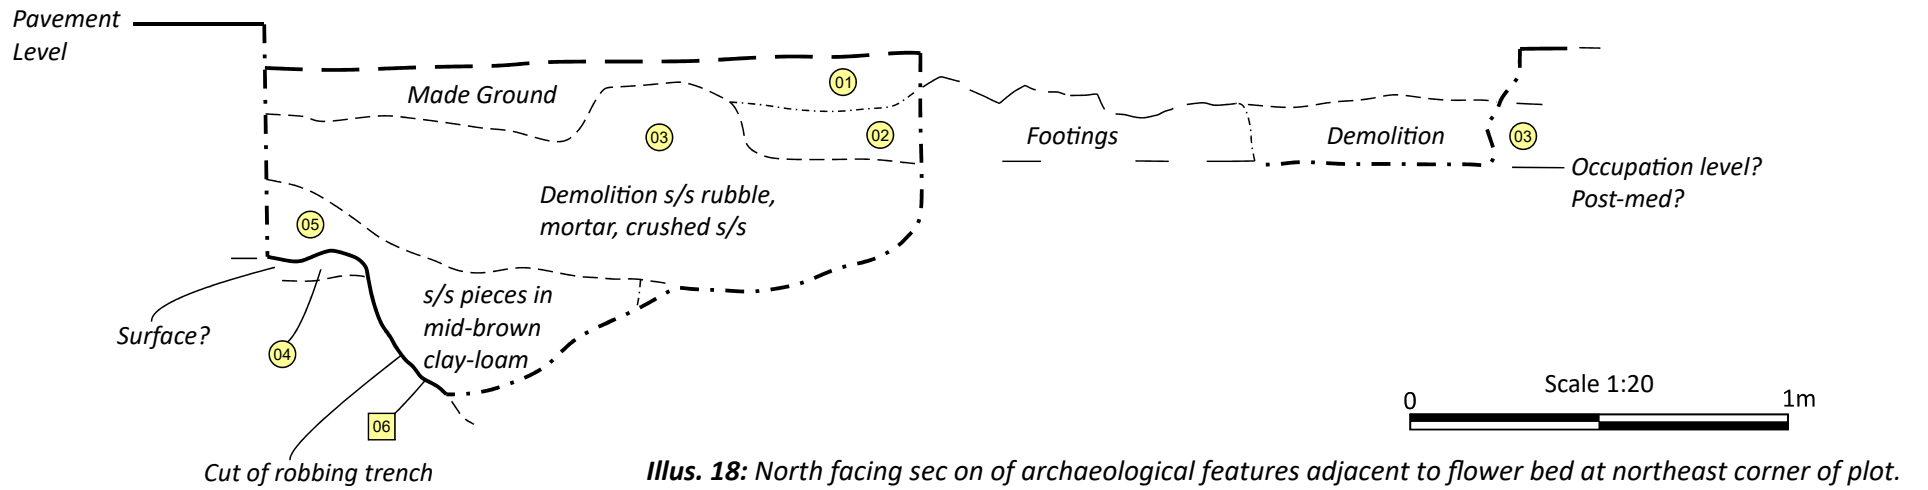 Pavement
Level
Made Ground
01
03
02
Footings
Demolition
03
Occupation level?
Post-med?
Demolition s/s rubble,
mortar, crushed s/s
05
s/s pieces in
mid-brown
clay-loam
Surface?
04
06
Cut of robbing trench
Scale 1:20
0
1m
Illus. 18: North facing sec on of archaeological features adjacent to flower bed at northeast corner of plot.